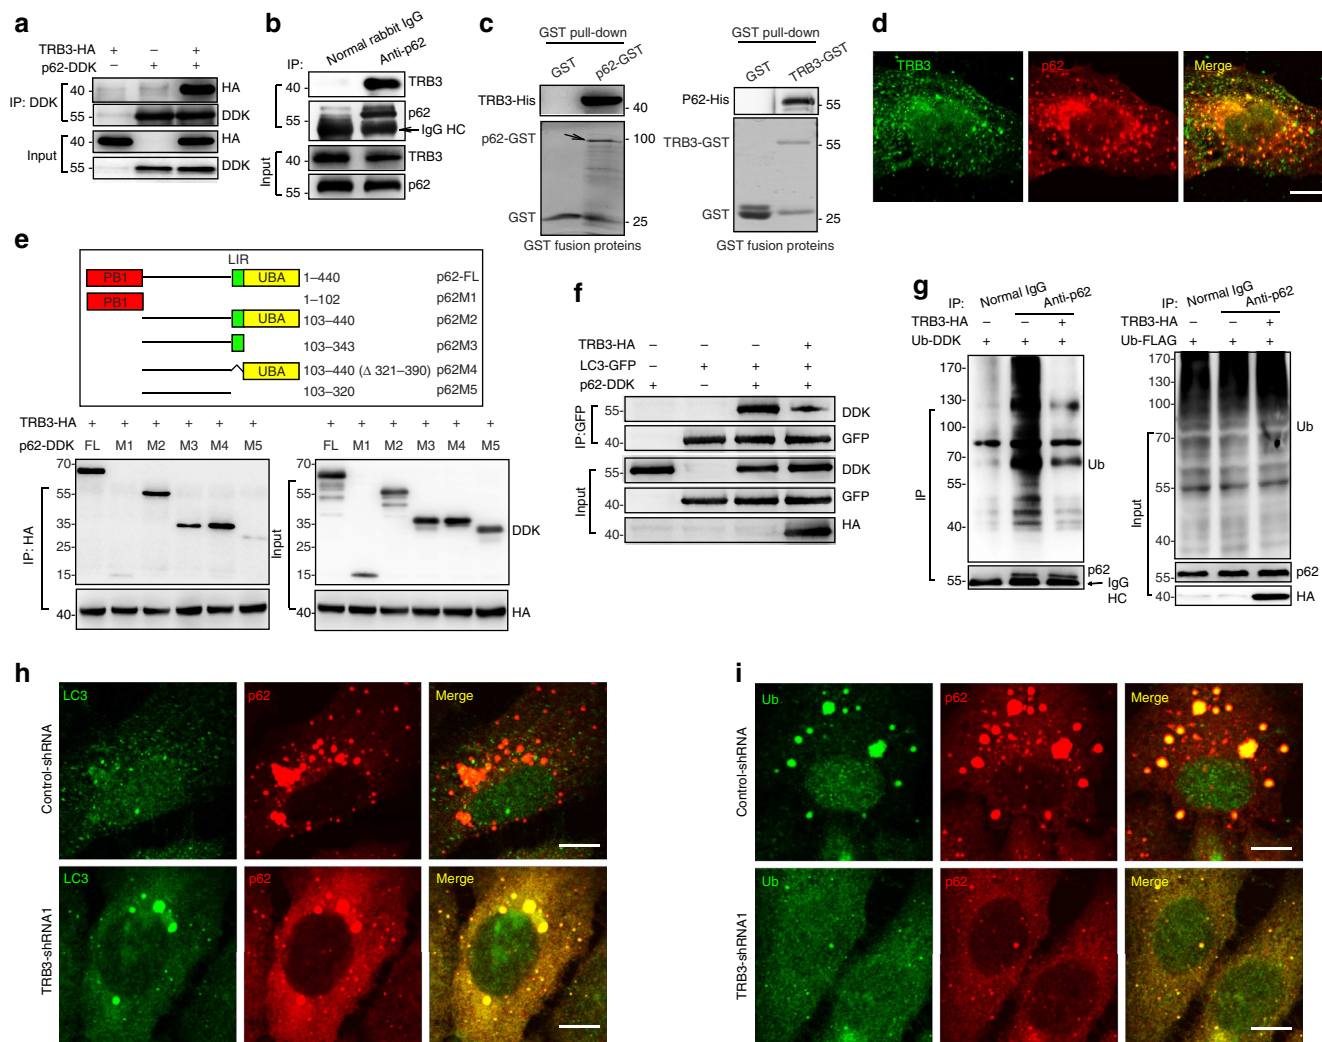 a
TRB3-HA + – +
p62-DDK – + +
IP: DDK
40 HA
55 DDK
Input
40 HA
55 DDK
b
Normal rabbit IgG
Anti-p62
IP:
40 TRB3
p62
55
IgG HC
Input
40 TRB3
55 p62
c
GST pull-down
GST
p62-GST
TRB3-His
40
p62-GST
100
GST
25
GST fusion proteins
GST pull-down
GST
TRB3-GST
P62-His
55
TRB3-GST
55
GST
25
GST fusion proteins
d
TRB3
p62
Merge
e
LIR
PB1 UBA 1–440 p62-FL
PB1 1–102 p62M1
UBA 103–440 p62M2
103–343 p62M3
UBA 103–440 (Δ 321–390) p62M4
103–320 p62M5
TRB3-HA + + + + + +
p62-DDK FL M1 M2 M3 M4 M5
IP: HA
70
55
35
25
15
40
+ + + + + +
FL M1 M2 M3 M4 M5
Input
70
55
35
25
15
40
DDK
HA
f
TRB3-HA – – – +
LC3-GFP – + + +
p62-DDK + – + +
IP:GFP
55 DDK
40 GFP
Input
55 DDK
40 GFP
40 HA
g
IP:
Normal IgG
Anti-p62
TRB3-HA – – +
Ub-DDK – + +
IP
170
130
100
70
Ub
55
40
p62
55
IgG
HC
IP:
Normal IgG
Anti-p62
TRB3-HA – – +
Ub-FLAG + + +
Input
170
130
100
Ub
70
55
40
55 p62
40 HA
h
Control-shRNA
LC3
p62
Merge
TRB3-shRNA1
LC3
p62
Merge
i
Control-shRNA
Ub
p62
Merge
TRB3-shRNA1
Ub
p62
Merge